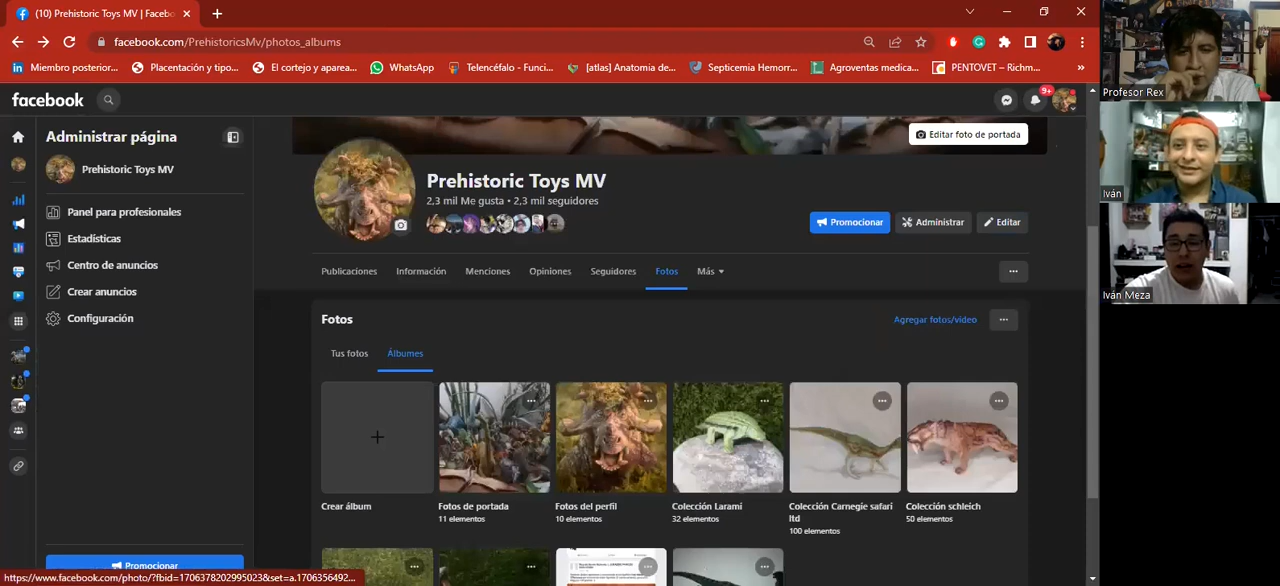 (10) Prehistoric Toys MV | Facebo
facebook.com/PrehistoricsMv/photos_albums
Miembro posterior...
Placentación y tipo...
El cortejo y aparea...
WhatsApp
Telencéfalo - Funci...
[atlas] Anatomía de...
Septicemia Hemorr...
Agroventas medica...
PENTOVET – Richm...
»
facebook
9+
Profesor Rex
Iván
Iván Meza
Administrar página
Prehistoric Toys MV
Panel para profesionales
Estadísticas
Centro de anuncios
Crear anuncios
Configuración
Promocionar
Editar foto de portada
Prehistoric Toys MV
2,3 mil Me gusta • 2,3 mil seguidores
Promocionar
Administrar
Editar
Publicaciones
Información
Menciones
Opiniones
Seguidores
Fotos
Más
Fotos
Agregar fotos/video
Tus fotos
Álbumes
Crear álbum
Fotos de portada
11 elementos
Fotos del perfil
10 elementos
Colección Larami
32 elementos
Colección Carnegie safari
ltd
100 elementos
Colección schleich
50 elementos
https://www.facebook.com/photo/?fbid=1706378202995023&set=a.1706356492...